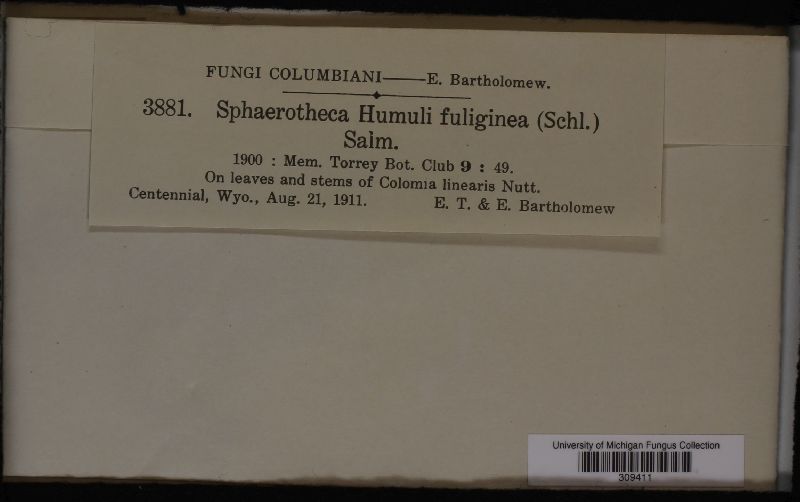 FUNGI COLUMBIANI——E. Bartholomew.
3881. Sphaerotheca Humuli fuliginea (Schl.)
Salm.
1900 : Mem. Torrey Bot. Club 9 : 49.
On leaves and stems of Colomia linearis Nutt.
Centennial, Wyo., Aug. 21, 1911. E. T. & E. Bartholomew
University of Michigan Fungus Collection
309411